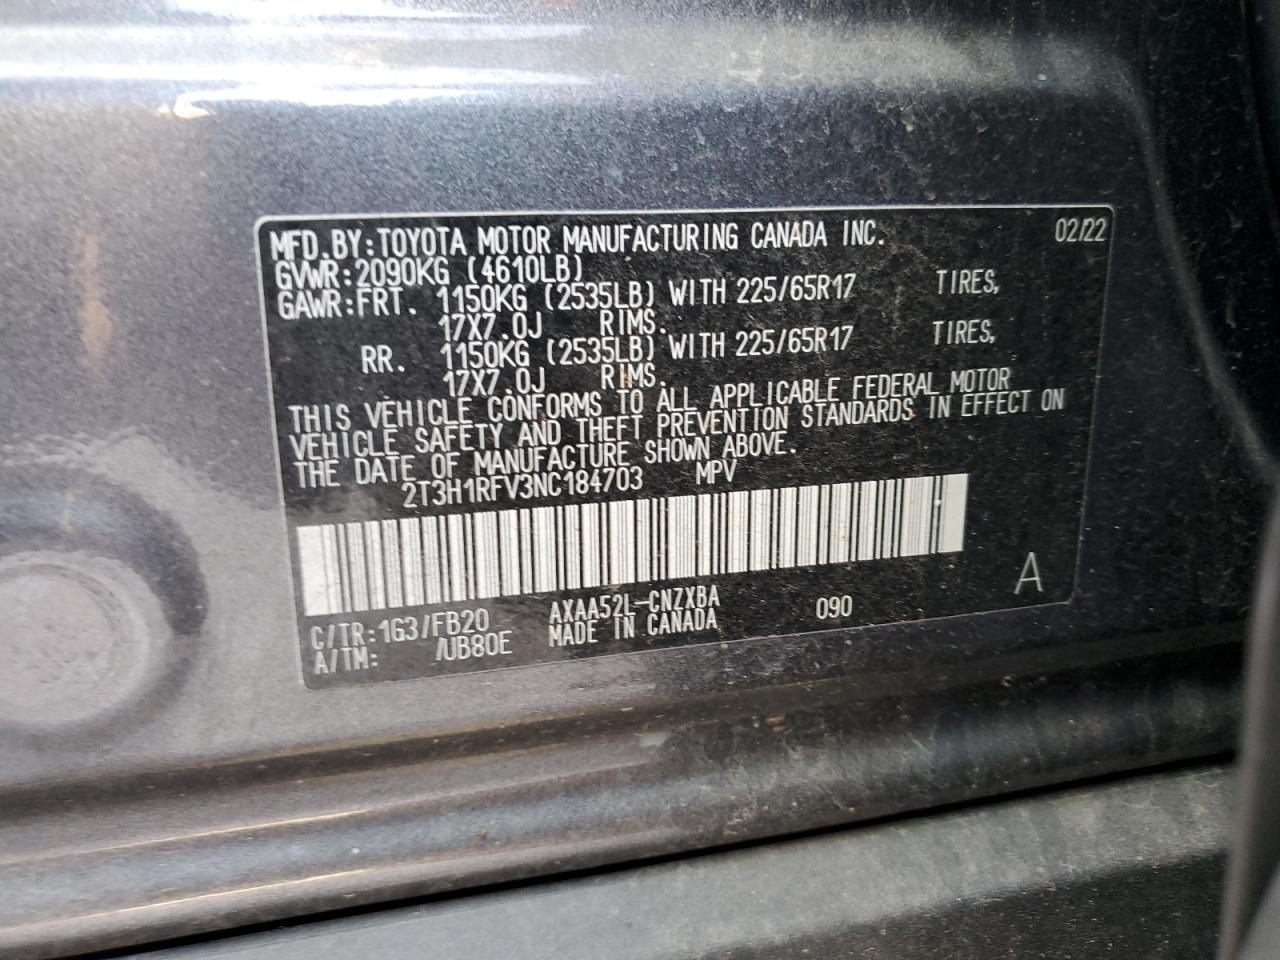 MFD.BY:TOYOTA MOTOR MANUFACTURING CANADA INC. 02/22
GVWR:2090KG (4610LB)
GAWR:FRT. 1150KG (2535LB) WITH 225/65R17 TIRES,
17X7.0J RIMS.
RR. 1150KG (2535LB) WITH 225/65R17 TIRES,
17X7.0J RIMS.
THIS VEHICLE CONFORMS TO ALL APPLICABLE FEDERAL MOTOR
VEHICLE SAFETY AND THEFT PREVENTION STANDARDS IN EFFECT ON
THE DATE OF MANUFACTURE SHOWN ABOVE.
2T3H1RFV3NC184703 MPV
A
C/TR:1G3/FB20 AXAA52L-CNZXBA 090
A/TM: /UB80E MADE IN CANADA